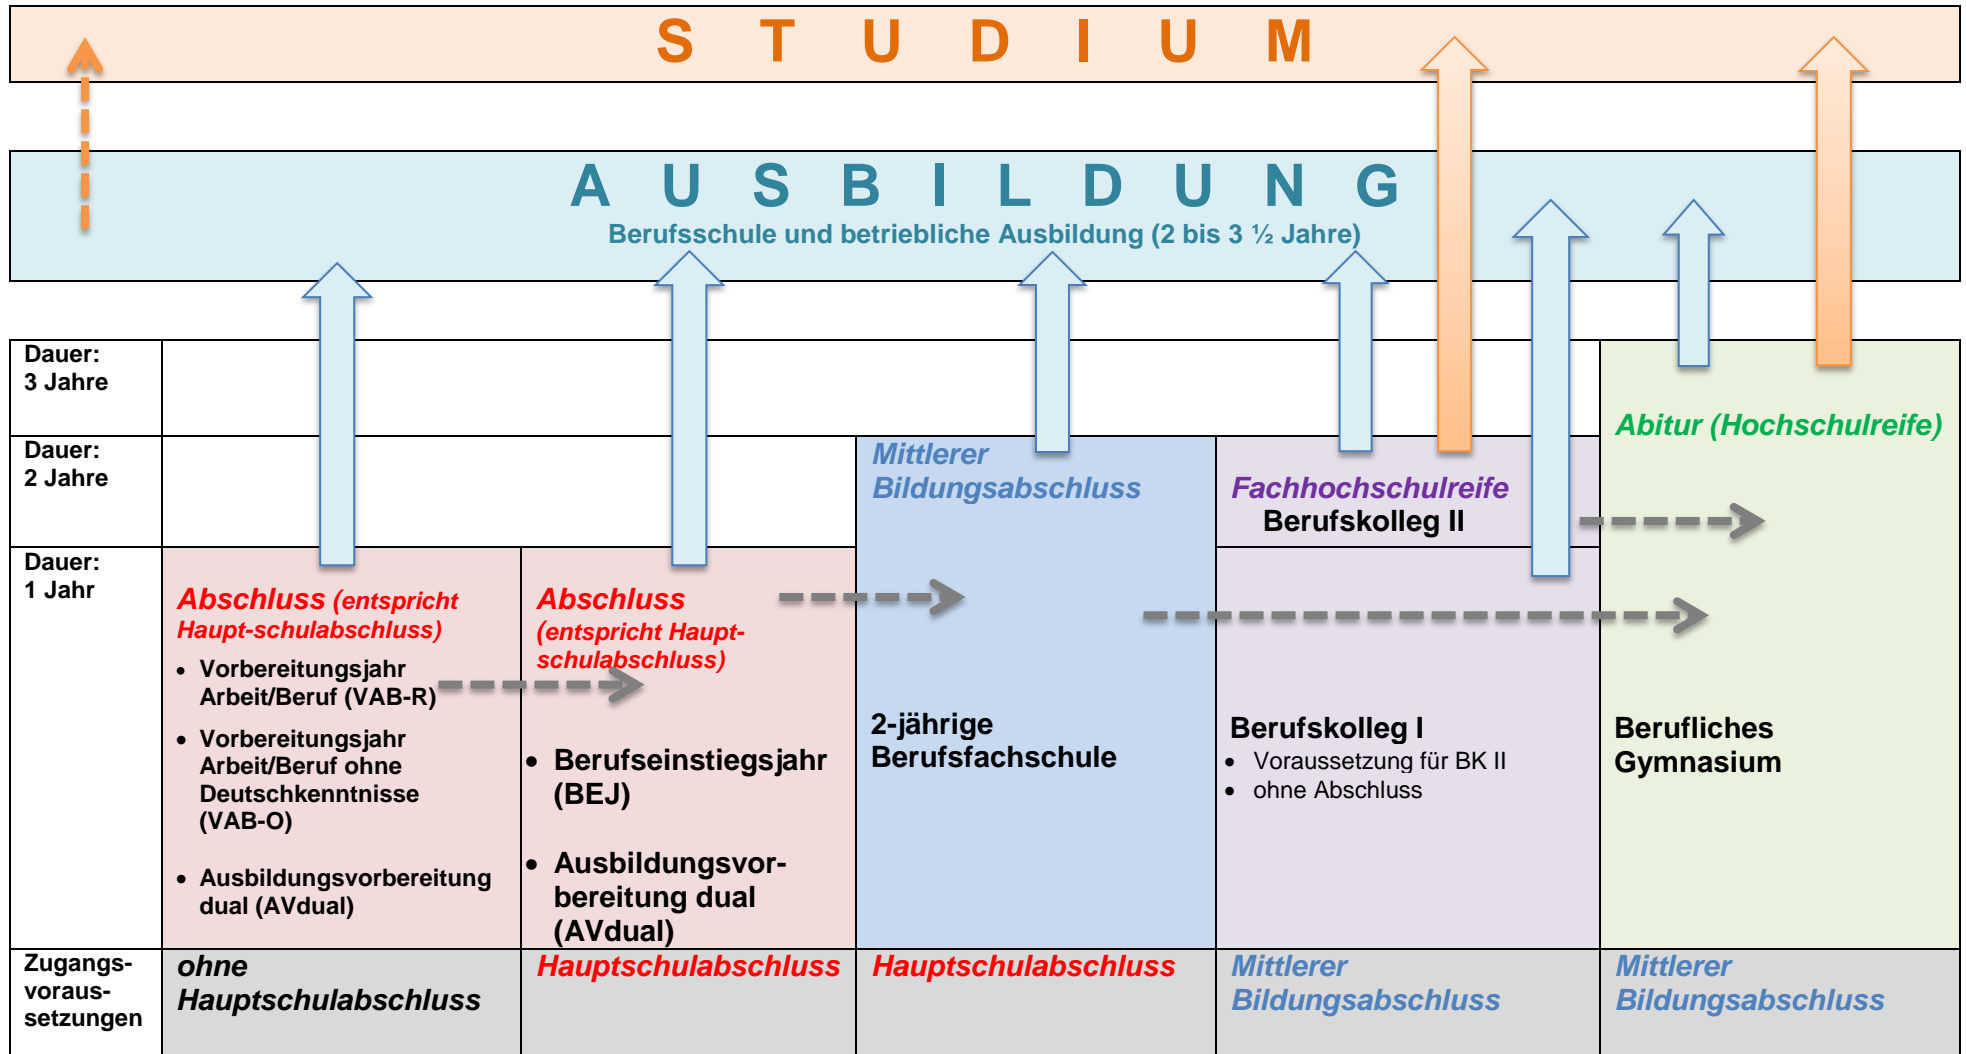 S T U D I U M
A U S B I L D U N G
Berufsschule und betriebliche Ausbildung (2 bis 3 ½ Jahre)
Dauer:
3 Jahre
Abitur (Hochschulreife)
Dauer:
2 Jahre
Mittlerer
Bildungsabschluss
Fachhochschulreife
Berufskolleg II
Dauer:
1 Jahr
Abschluss (entspricht
Haupt-schulabschluss)
• Vorbereitungsjahr
Arbeit/Beruf (VAB-R)
• Vorbereitungsjahr
Arbeit/Beruf ohne
Deutschkenntnisse
(VAB-O)
• Ausbildungsvorbereitung
dual (AVdual)
Abschluss
(entspricht Haupt-
schulabschluss)
• Berufseinstiegsjahr
(BEJ)
• Ausbildungsvor-
bereitung dual
(AVdual)
2-jährige
Berufsfachschule
Berufskolleg I
• Voraussetzung für BK II
• ohne Abschluss
Berufliches
Gymnasium
Zugangs-
voraus-
setzungen
ohne
Hauptschulabschluss
Hauptschulabschluss
Hauptschulabschluss
Mittlerer
Bildungsabschluss
Mittlerer
Bildungsabschluss